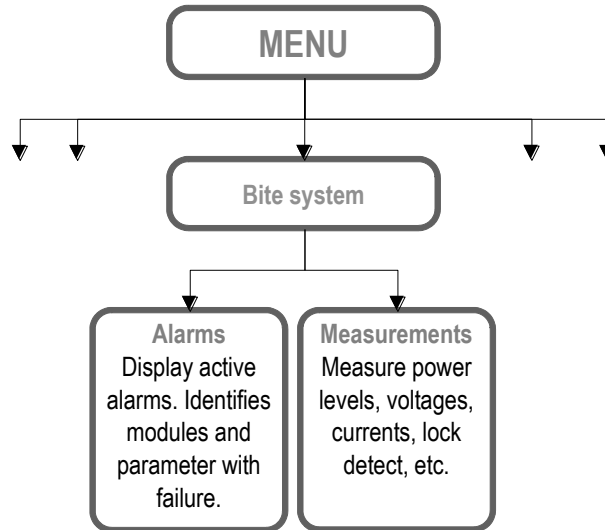 MENU
Bite system
Alarms
Display active
alarms. Identifies
modules and
parameter with
failure.
Measurements
Measure power
levels, voltages,
currents, lock
detect, etc.